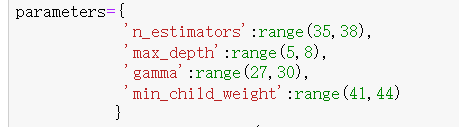 parameters={
'n_estimators':range(35,38),
'max_depth':range(5,8),
'gamma':range(27,30),
'min_child_weight':range(41,44)
}